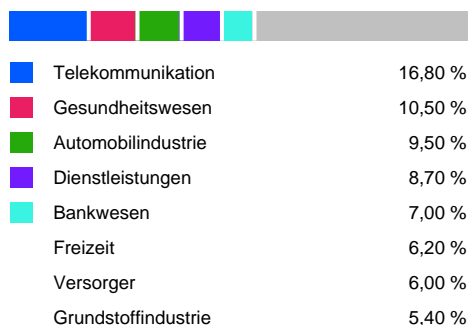 Telekommunikation 16,80 %
Gesundheitswesen 10,50 %
Automobilindustrie 9,50 %
Dienstleistungen 8,70 %
Bankwesen 7,00 %
Freizeit 6,20 %
Versorger 6,00 %
Grundstoffindustrie 5,40 %